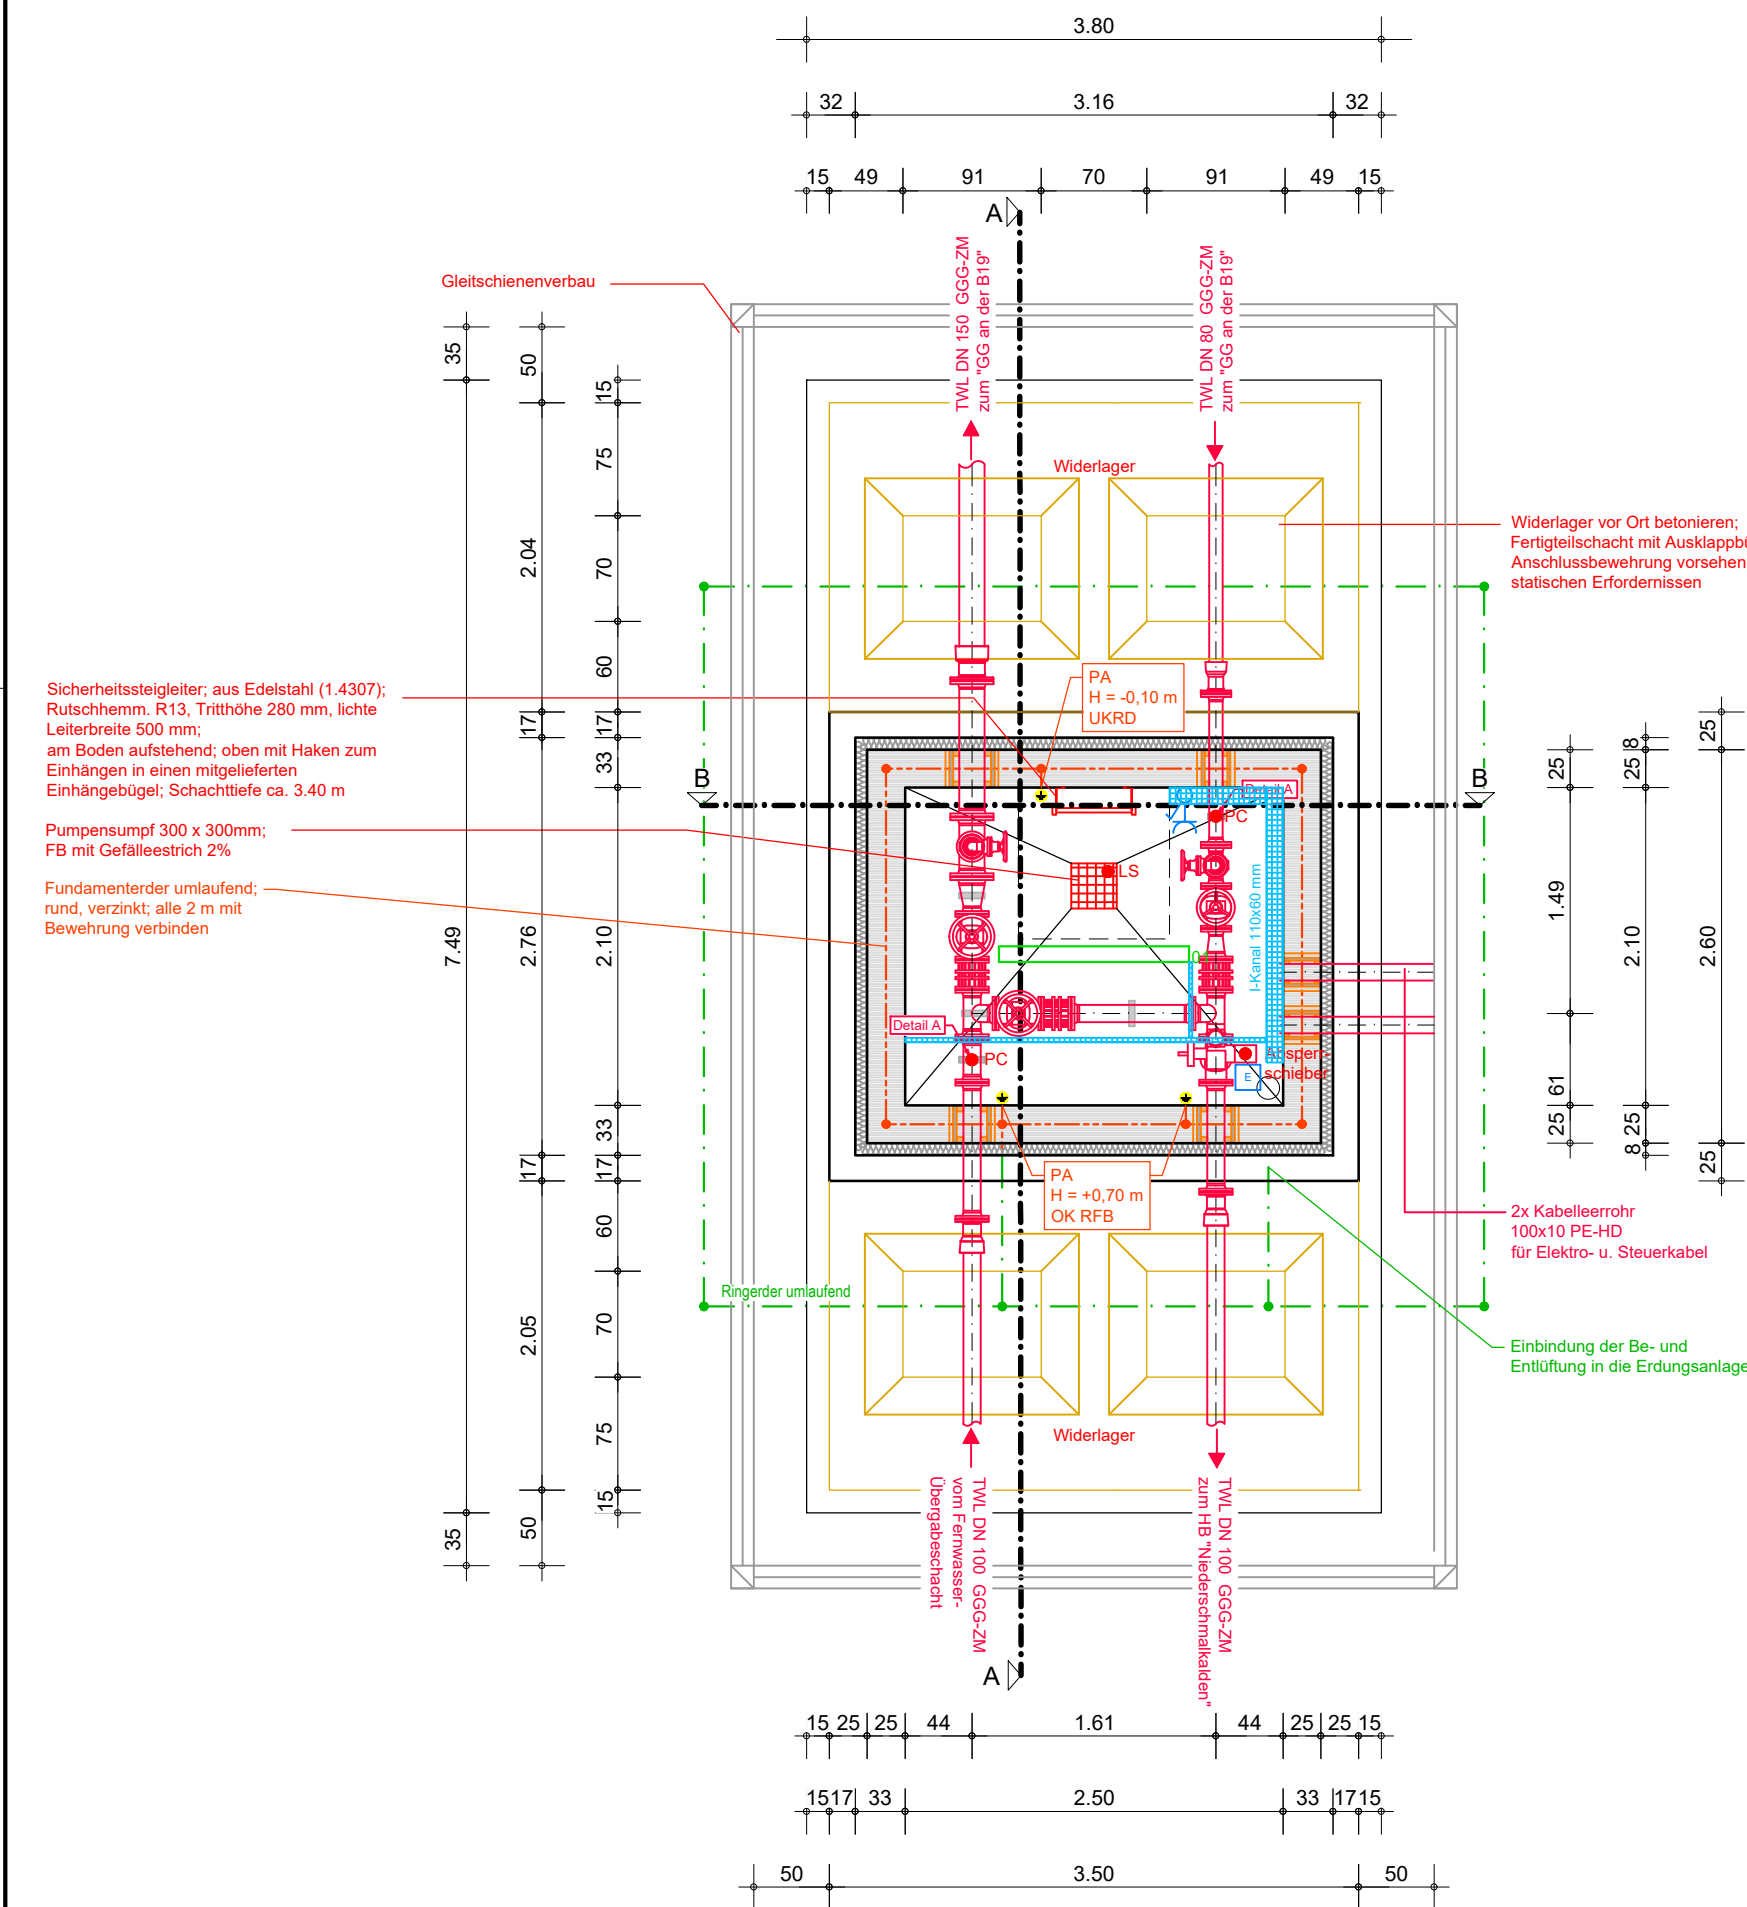 3.80
32
3.16
32
15
49
91
70
91
49
15
A
TWL DN 150 GGG-ZM
zum "GG an der B19"
TWL DN 80 GGG-ZM
zum "GG an der B19"
Gleitschienenverbau
35
50
15
75
2.04
70
60
17
17
33
7.49
2.76
2.10
33
17
17
60
2.05
70
75
15
35
50
Widerlager
Widerlager vor Ort betonieren;
Fertigteilschacht mit Ausklappbü
Anschlussbewehrung vorsehen
statischen Erfordernissen
Sicherheitssteigleiter; aus Edelstahl (1.4307);
Rutschhemm. R13, Tritthöhe 280 mm, lichte
Leiterbreite 500 mm;
am Boden aufstehend; oben mit Haken zum
Einhängen in einen mitgelieferten
Einhängebügel; Schachttiefe ca. 3.40 m
PA
H = -0,10 m
UKRD
B
B
Pumpensumpf 300 x 300mm;
FB mit Gefälleestrich 2%
Fundamenterder umlaufend;
rund, verzinkt; alle 2 m mit
Bewehrung verbinden
Detail A
PC
LS
I-Kanal 110x60 mm
Detail A
PC
Absperr-
schieber
E
PA
H = +0,70 m
OK RFB
25
8
25
25
1.49
2.10
2.60
61
25
25
8
25
2x Kabelleerrohr
100x10 PE-HD
für Elektro- u. Steuerkabel
Ringerder umlaufend
Einbindung der Be- und
Entlüftung in die Erdungsanlage
Widerlager
TWL DN 100 GGG-ZM
vom Fernwasser-
Übergabeschacht
TWL DN 100 GGG-ZM
zum HB "Niederschmalkalden"
A
15
25
25
44
1.61
44
25
25
15
15
17
33
2.50
33
17
15
50
3.50
50